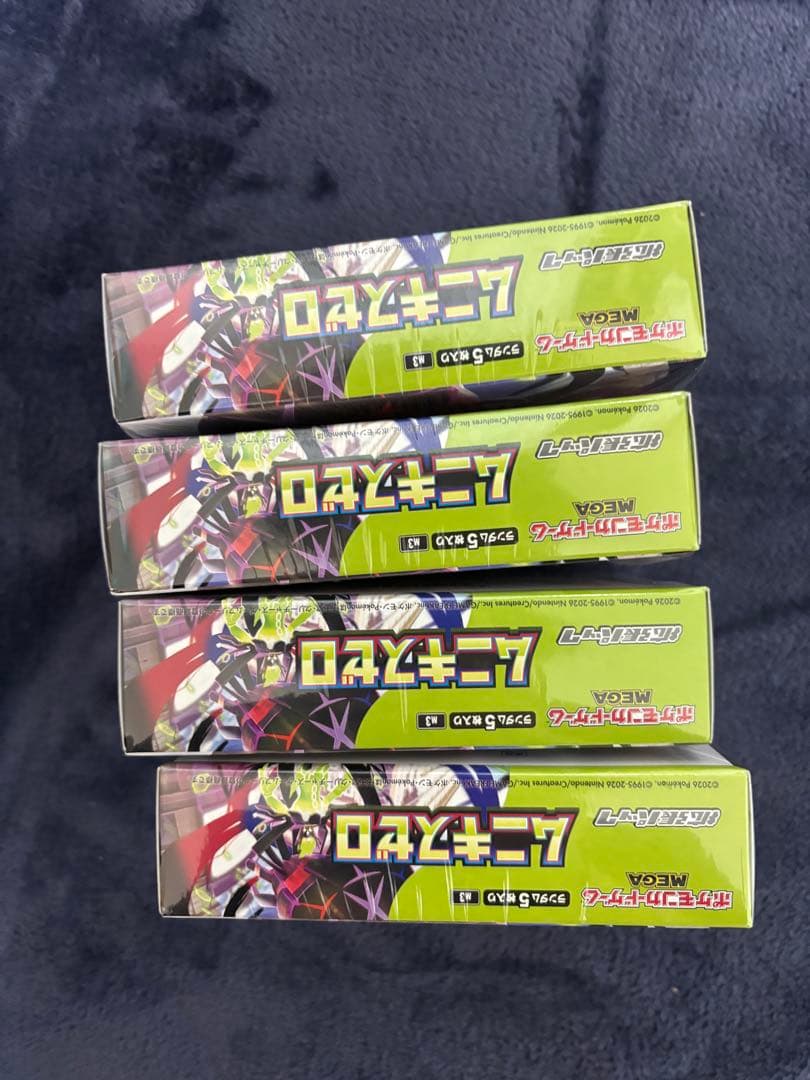 ポケモンカードゲーム
MEGA
拡張パック
ムニキスゼロ
ランダム5枚入り
M3
©2026 Pokémon. ©1995-2026 Nintendo/Creatures Inc./GAME FREAK inc.
ポケモンカードゲーム
MEGA
拡張パック
ムニキスゼロ
ランダム5枚入り
M3
©2026 Pokémon. ©1995-2026 Nintendo/Creatures Inc./GAME FREAK inc.
ポケモンカードゲーム
MEGA
拡張パック
ムニキスゼロ
ランダム5枚入り
M3
©2026 Pokémon. ©1995-2026 Nintendo/Creatures Inc./GAME FREAK inc.
ポケモンカードゲーム
MEGA
拡張パック
ムニキスゼロ
ランダム5枚入り
M3
©2026 Pokémon. ©1995-2026 Nintendo/Creatures Inc./GAME FREAK inc.